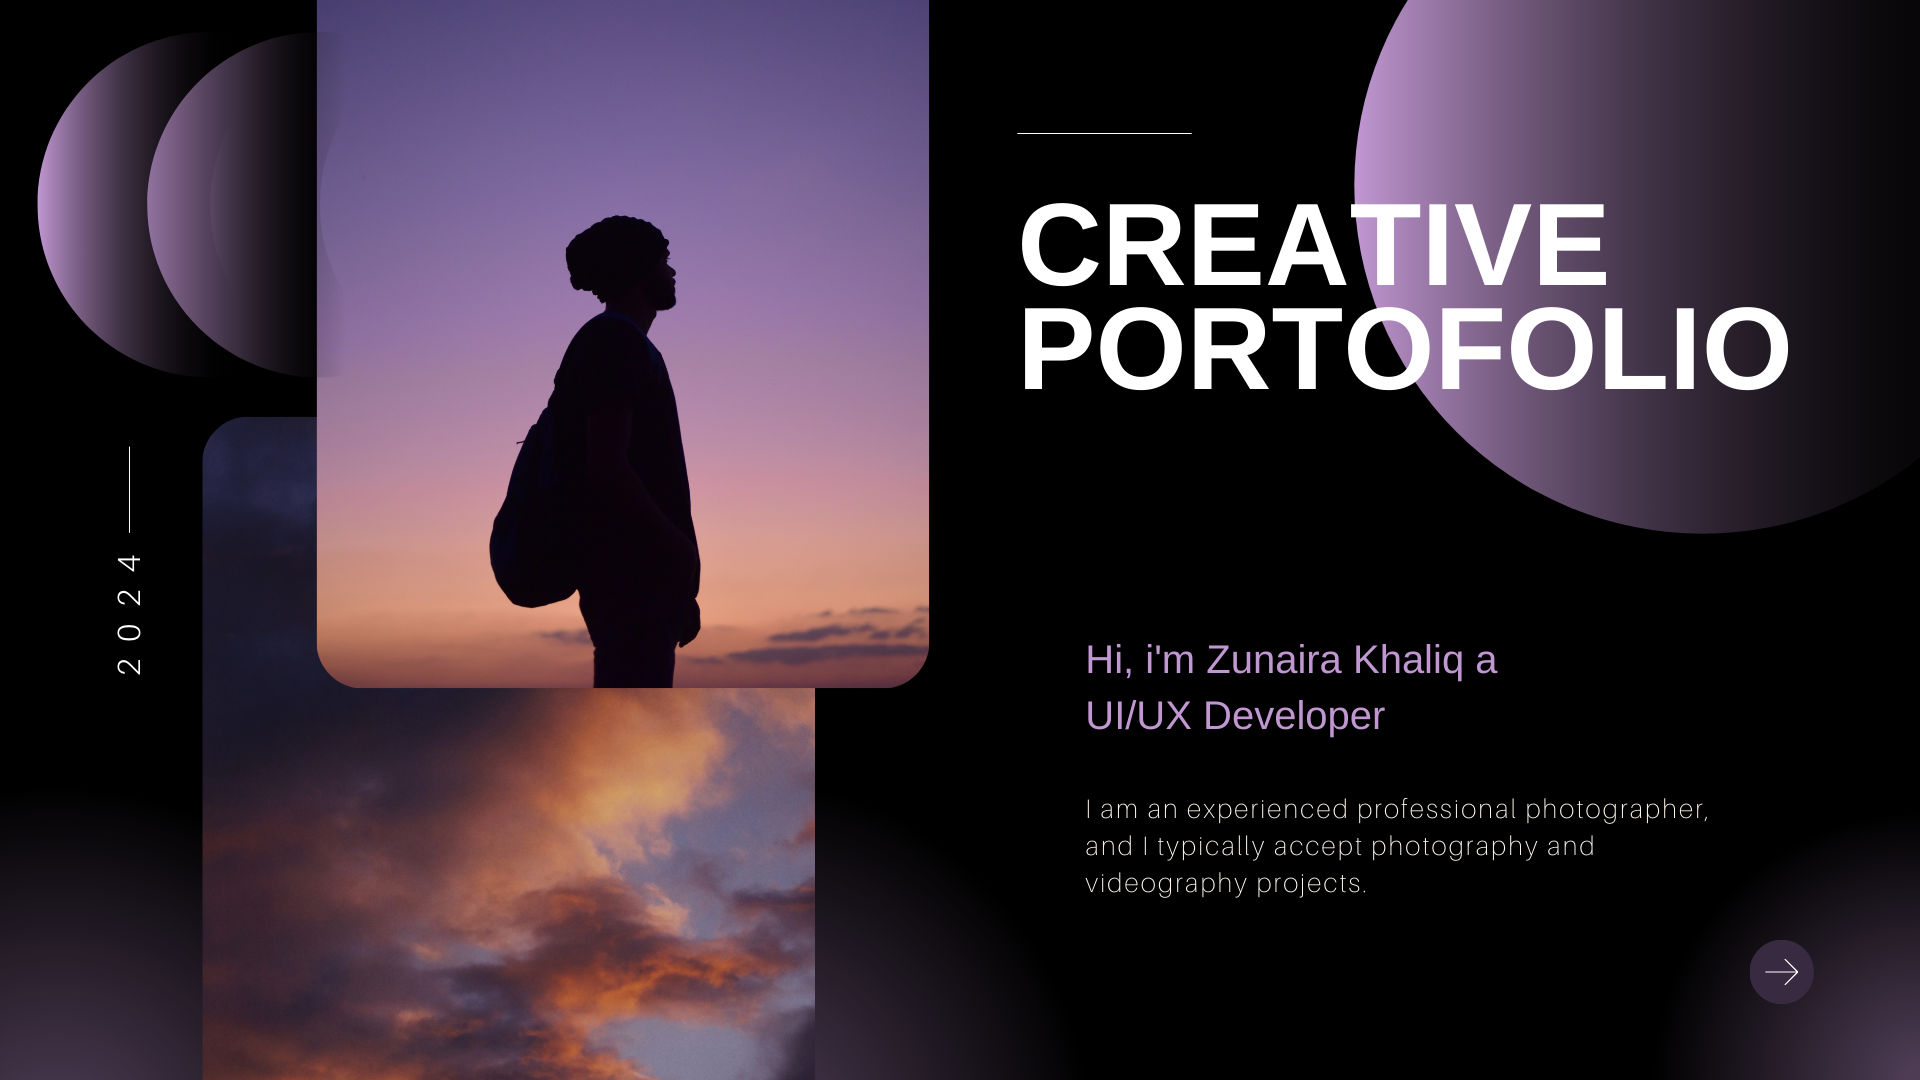 2024
CREATIVE
PORTOFOLIO
Hi, i'm Zunaira Khaliq a
UI/UX Developer
I am an experienced professional photographer,
and I typically accept photography and
videography projects.